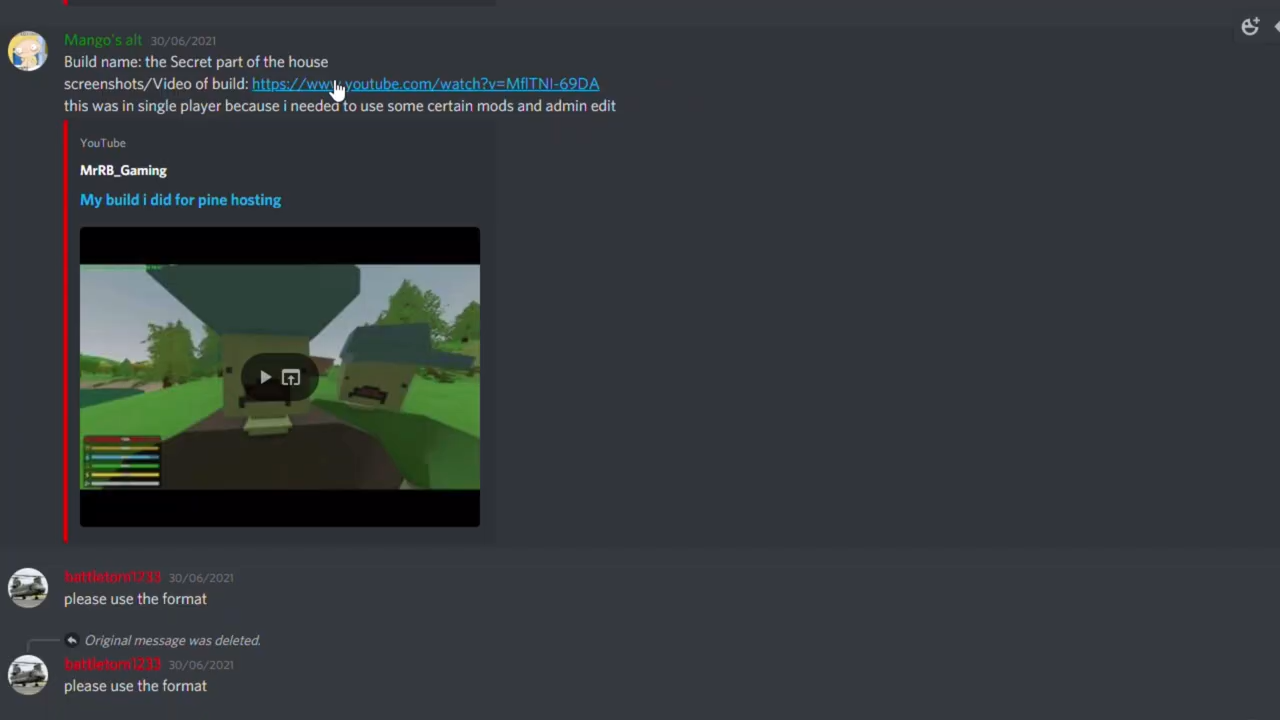 Mango's alt 30/06/2021
Build name: the Secret part of the house
screenshots/Video of build: https://www.youtube.com/watch?v=MflTNI-69DA
this was in single player because i needed to use some certain mods and admin edit
YouTube
MrRB_Gaming
My build i did for pine hosting
battletorn1233 30/06/2021
please use the format
Original message was deleted.
battletorn1233 30/06/2021
please use the format